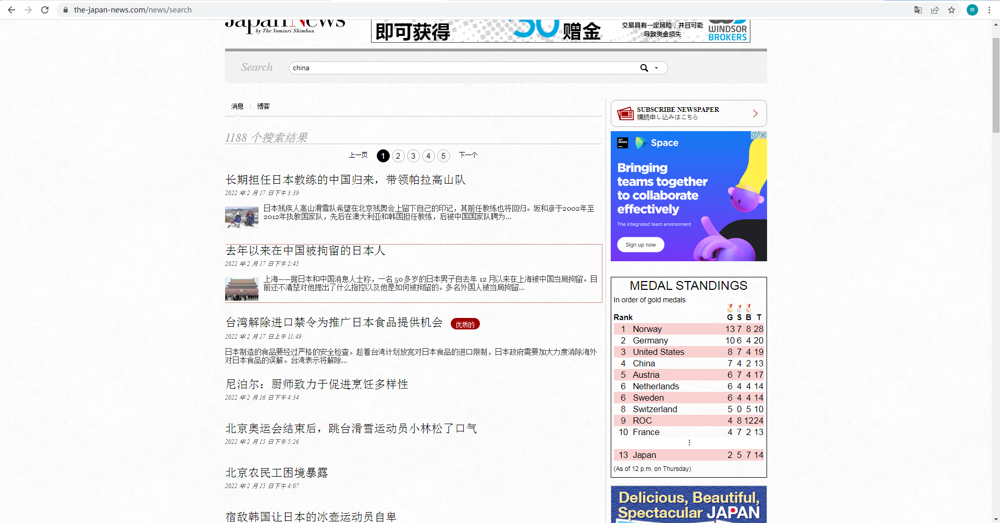 the-japan-news.com/news/search
Japan News
by The Yomiuri Shimbun
即可获得
50
赠金
交易具有一定风险，并且可能
导致资金损失
WINDSOR
BROKERS
Search
china
消息 | 博客
1188 个搜索结果
上一页 1 2 3 4 5 下一个
长期担任日本教练的中国归来，带领帕拉高山队
2022 年 2 月 17 日下午 3:39
日本残疾人高山滑雪队希望在北京残奥会上留下自己的印记，其前任教练也将回归。坂和彦于2002年至
2012年执教国家队，先后在澳大利亚和韩国担任教练，后被中国国家队聘为...
去年以来在中国被拘留的日本人
2022 年 2 月 17 日下午 2:45
上海——据日本和中国消息人士称，一名 50 多岁的日本男子自去年 12 月以来在上海被中国当局拘留。目
前还不清楚对他提出了什么指控以及他是如何被拘留的。多名外国人被当局拘留...
台湾解除进口禁令为推广日本食品提供机会 优质的
2022 年 2 月 17 日上午 11:49
日本制造的食品要经过严格的安全检查。趁着台湾计划放宽对日本食品的进口限制，日本政府需要加大力度消除海外
对日本食品的误解。台湾表示将解除...
尼泊尔：厨师致力于促进烹饪多样性
2022 年 2 月 16 日下午 4:34
北京奥运会结束后，跳台滑雪运动员小林松了口气
2022 年 2 月 15 日下午 5:26
北京农民工困境暴露
2022 年 2 月 15 日下午 4:07
宿敌韩国让日本的冰壶运动员自卑
SUBSCRIBE NEWSPAPER
購読申し込みはこちら
JET
BRAINS
Space
Bringing
teams together
to collaborate
effectively
The integrated team environment
Sign up now
MEDAL STANDINGS
In order of gold medals
Rank G S B T
1 Norway 13 7 8 28
2 Germany 10 6 4 20
3 United States 8 7 4 19
4 China 7 4 2 13
5 Austria 6 7 4 17
6 Netherlands 6 4 4 14
6 Sweden 6 4 4 14
8 Switzerland 5 0 5 10
9 ROC 4 8 12 24
10 France 4 7 2 13
⋮
13 Japan 2 5 7 14
(As of 12 p.m. on Thursday)
Delicious, Beautiful,
Spectacular JAPAN